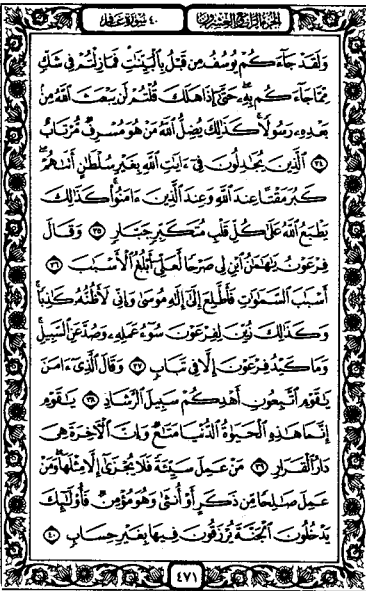 الجزء الرابع والعشرون ٤٠ سورة غافر
وَلَقَدْ جَآءَكُمْ يُوسُفُ مِن قَبْلُ بِالْبَيِّنَٰتِ فَمَازِلْتُمْ فِى شَكٍّ
مِّمَّا جَآءَكُم بِهِۦ حَتَّىٰٓ إِذَا هَلَكَ قُلْتُمْ لَن يَبْعَثَ ٱللَّهُ مِنۢ
بَعْدِهِۦ رَسُولًا ۚ كَذَٰلِكَ يُضِلُّ ٱللَّهُ مَنْ هُوَ مُسْرِفٌ مُّرْتَابٌ
٣٤ ٱلَّذِينَ يُجَٰدِلُونَ فِىٓ ءَايَٰتِ ٱللَّهِ بِغَيْرِ سُلْطَٰنٍ أَتَىٰهُمْ ۖ
كَبُرَ مَقْتًا عِندَ ٱللَّهِ وَعِندَ ٱلَّذِينَ ءَامَنُوا۟ ۚ كَذَٰلِكَ
يَطْبَعُ ٱللَّهُ عَلَىٰ كُلِّ قَلْبِ مُتَكَبِّرٍ جَبَّارٍ ٣٥ وَقَالَ
فِرْعَوْنُ يَٰهَٰمَٰنُ ٱبْنِ لِى صَرْحًا لَّعَلِّىٓ أَبْلُغُ ٱلْأَسْبَٰبَ ٣٦
أَسْبَٰبَ ٱلسَّمَٰوَٰتِ فَأَطَّلِعَ إِلَىٰٓ إِلَٰهِ مُوسَىٰ وَإِنِّى لَأَظُنُّهُۥ كَٰذِبًا ۚ
وَكَذَٰلِكَ زُيِّنَ لِفِرْعَوْنَ سُوٓءُ عَمَلِهِۦ وَصُدَّ عَنِ ٱلسَّبِيلِ ۚ
وَمَا كَيْدُ فِرْعَوْنَ إِلَّا فِى تَبَابٍ ٣٧ وَقَالَ ٱلَّذِىٓ ءَامَنَ
يَٰقَوْمِ ٱتَّبِعُونِ أَهْدِكُمْ سَبِيلَ ٱلرَّشَادِ ٣٨ يَٰقَوْمِ
إِنَّمَا هَٰذِهِ ٱلْحَيَوٰةُ ٱلدُّنْيَا مَتَٰعٌ وَإِنَّ ٱلْءَاخِرَةَ هِىَ
دَارُ ٱلْقَرَارِ ٣٩ مَنْ عَمِلَ سَيِّئَةً فَلَا يُجْزَىٰٓ إِلَّا مِثْلَهَا ۖ وَمَنْ
عَمِلَ صَٰلِحًا مِّن ذَكَرٍ أَوْ أُنثَىٰ وَهُوَ مُؤْمِنٌ فَأُو۟لَٰٓئِكَ
يَدْخُلُونَ ٱلْجَنَّةَ يُرْزَقُونَ فِيهَا بِغَيْرِ حِسَابٍ ٤٠
٤٧١